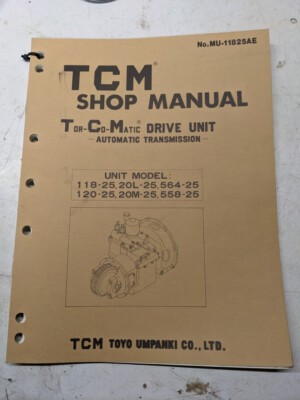 No.MU-11825AE
TCM
SHOP MANUAL
TOR-CO-MATIC DRIVE UNIT
-AUTOMATIC TRANSMISSION-
UNIT MODEL:
118-25, 20L-25, 564-25
120-25, 20M-25, 558-25
TCM TOYO UMPANKI CO., LTD.